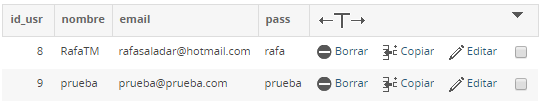 id_usr nombre email pass
8 RafaTM rafasaladar@hotmail.com rafa Borrar Copiar Editar
9 prueba prueba@prueba.com prueba Borrar Copiar Editar